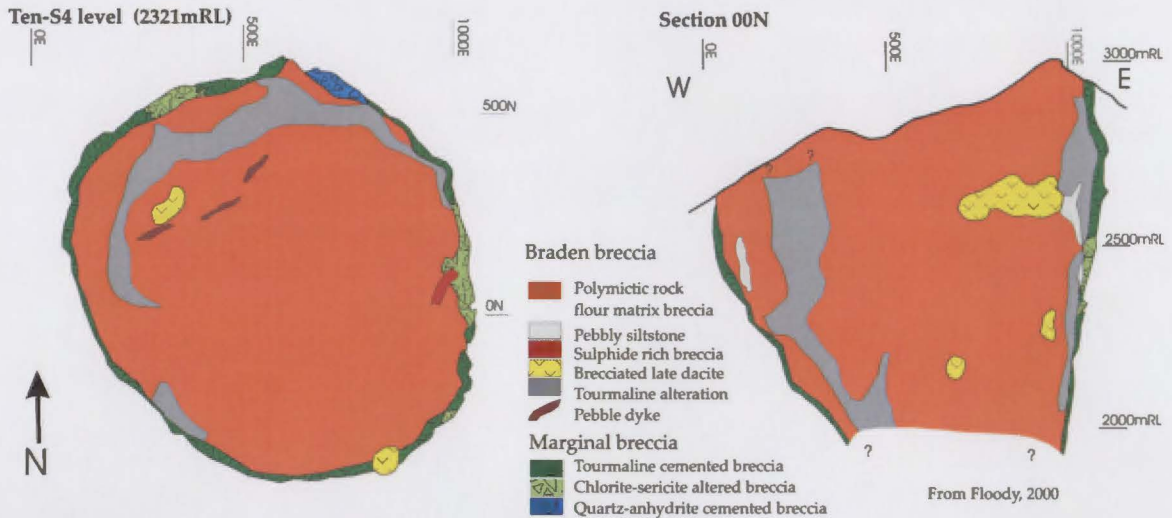 Ten-S4 level (2321mRL)
0E
500E
1000E
500N
0N
N
Section 00N
0E
500E
1000E
W
E
3000mRL
2500mRL
2000mRL
?
?
?
?
Braden breccia
Polymictic rock
flour matrix breccia
Pebbly siltstone
Sulphide rich breccia
Brecciated late dacite
Tourmaline alteration
Pebble dyke
Marginal breccia
Tourmaline cemented breccia
Chlorite-sericite altered breccia
Quartz-anhydrite cemented breccia
From Floody, 2000